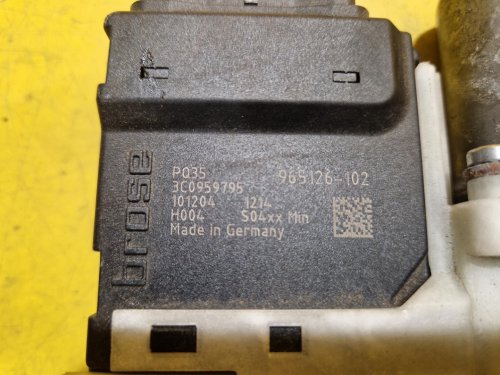 brose
PQ35 965126-102
3C0959795
101204 1214
H004 S04xx Min
Made in Germany